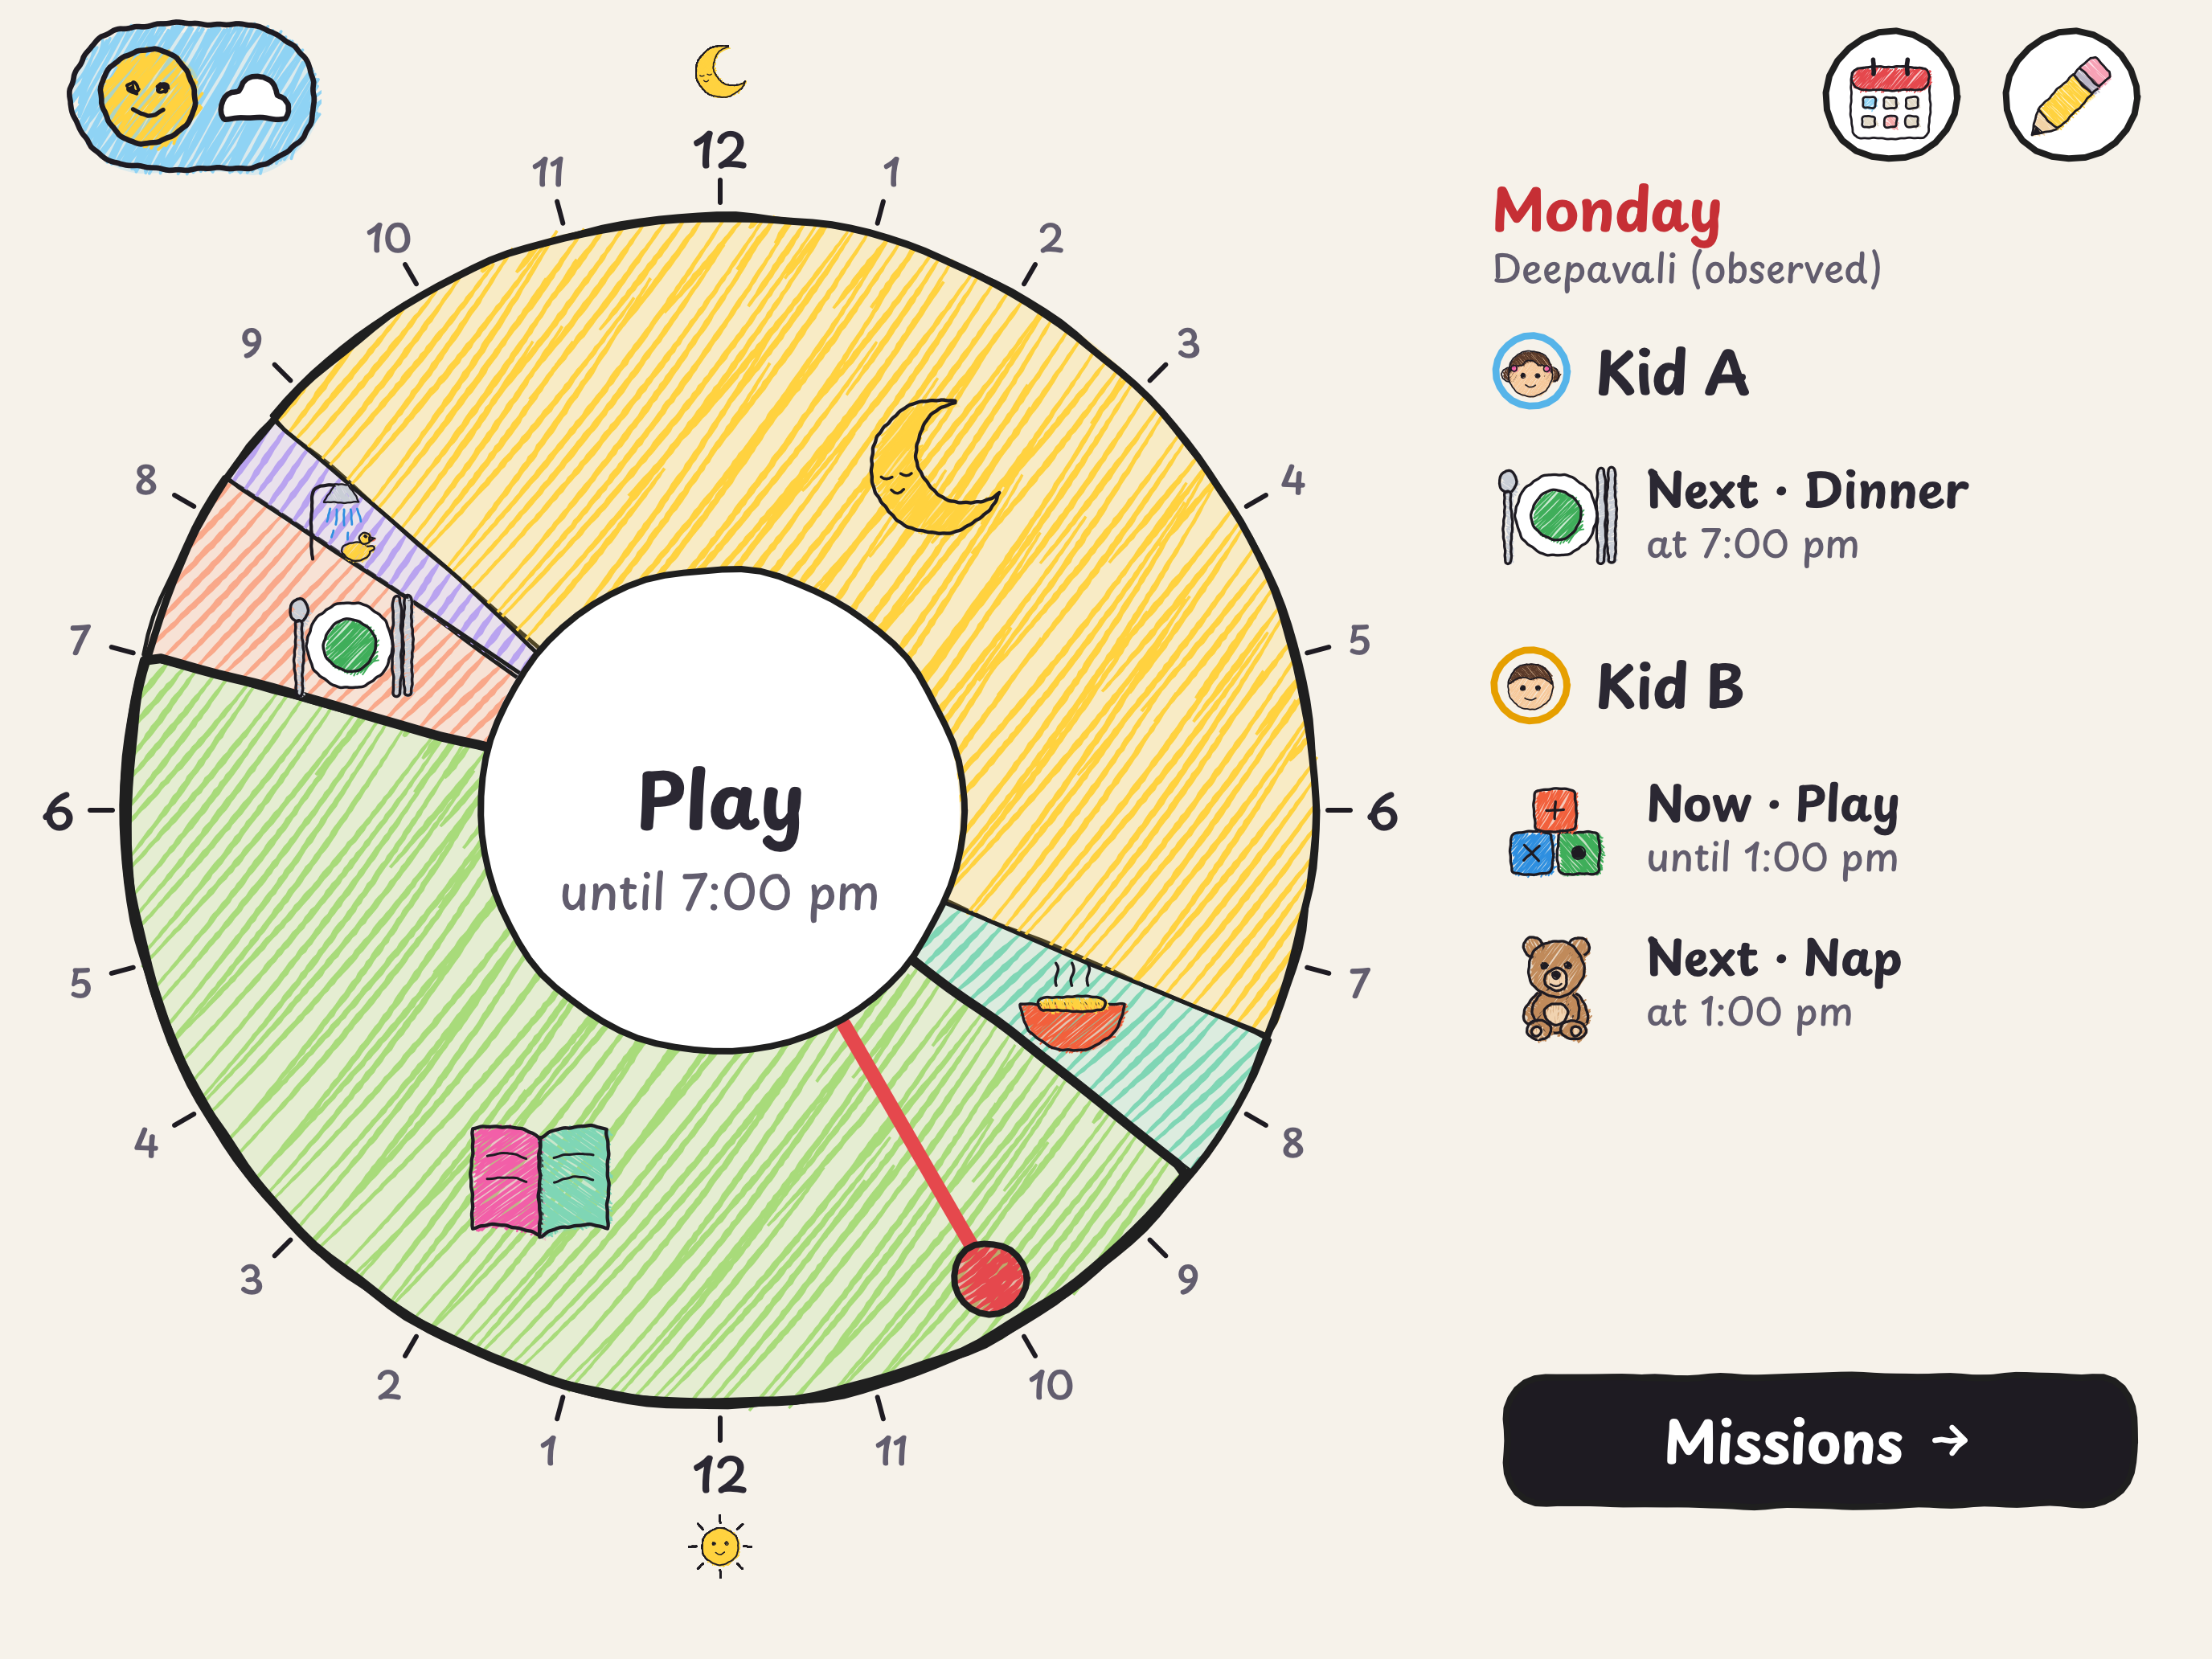 12
1
2
3
4
5
6
7
8
9
10
11
12
1
2
3
4
5
6
7
8
9
10
11
Play
until 7:00 pm
Monday
Deepavali (observed)
Kid A
Next · Dinner
at 7:00 pm
Kid B
Now · Play
until 1:00 pm
Next · Nap
at 1:00 pm
Missions →